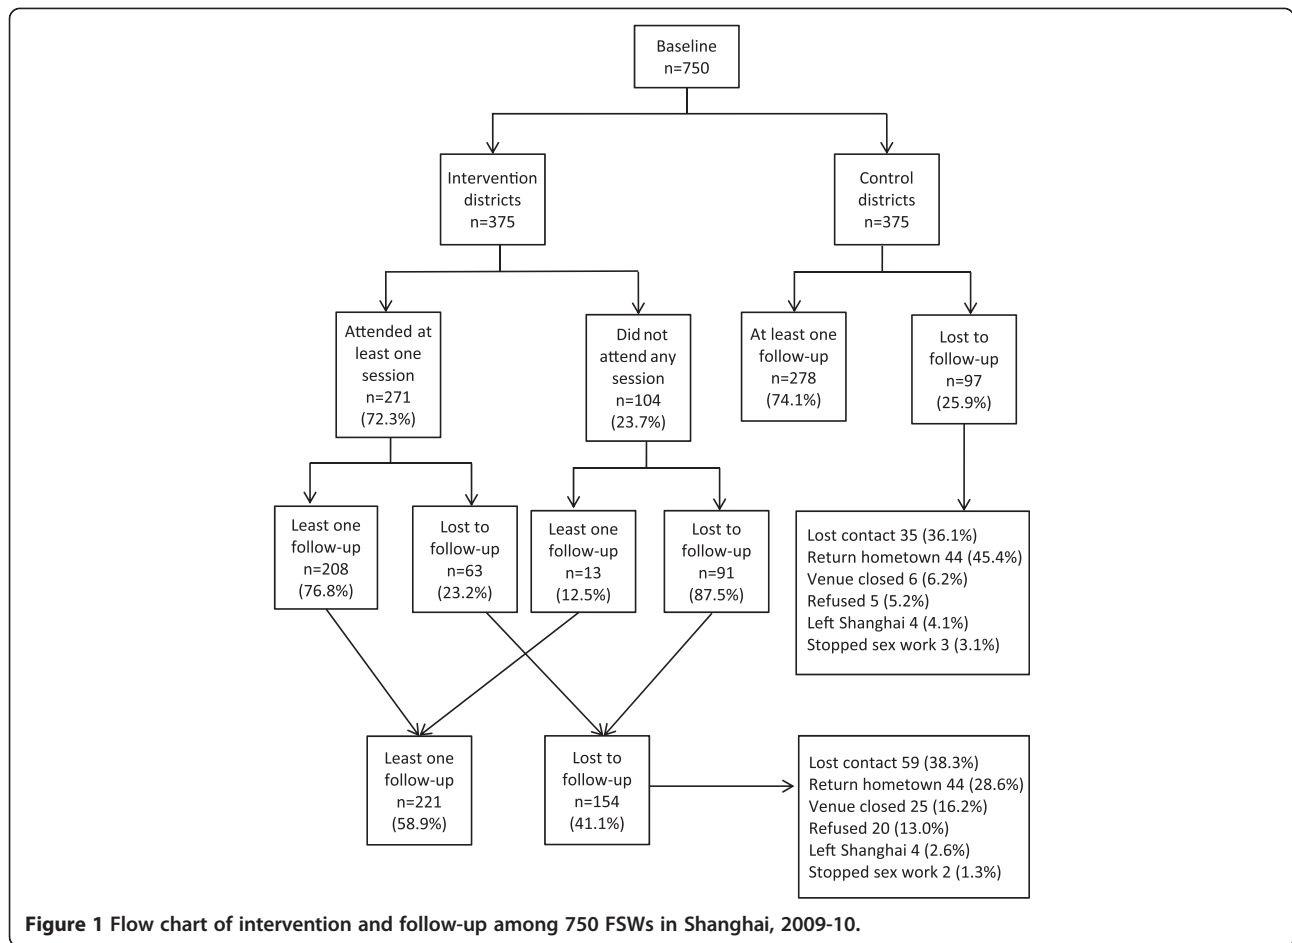 Baseline
n=750
Intervention
districts
n=375
Control
districts
n=375
Attended at
least one
session
n=271
(72.3%)
Did not
attend any
session
n=104
(23.7%)
At least one
follow-up
n=278
(74.1%)
Lost to
follow-up
n=97
(25.9%)
Least one
follow-up
n=208
(76.8%)
Lost to
follow-up
n=63
(23.2%)
Least one
follow-up
n=13
(12.5%)
Lost to
follow-up
n=91
(87.5%)
Lost contact 35 (36.1%)
Return hometown 44 (45.4%)
Venue closed 6 (6.2%)
Refused 5 (5.2%)
Left Shanghai 4 (4.1%)
Stopped sex work 3 (3.1%)
Least one
follow-up
n=221
(58.9%)
Lost to
follow-up
n=154
(41.1%)
Lost contact 59 (38.3%)
Return hometown 44 (28.6%)
Venue closed 25 (16.2%)
Refused 20 (13.0%)
Left Shanghai 4 (2.6%)
Stopped sex work 2 (1.3%)
Figure 1 Flow chart of intervention and follow-up among 750 FSWs in Shanghai, 2009-10.